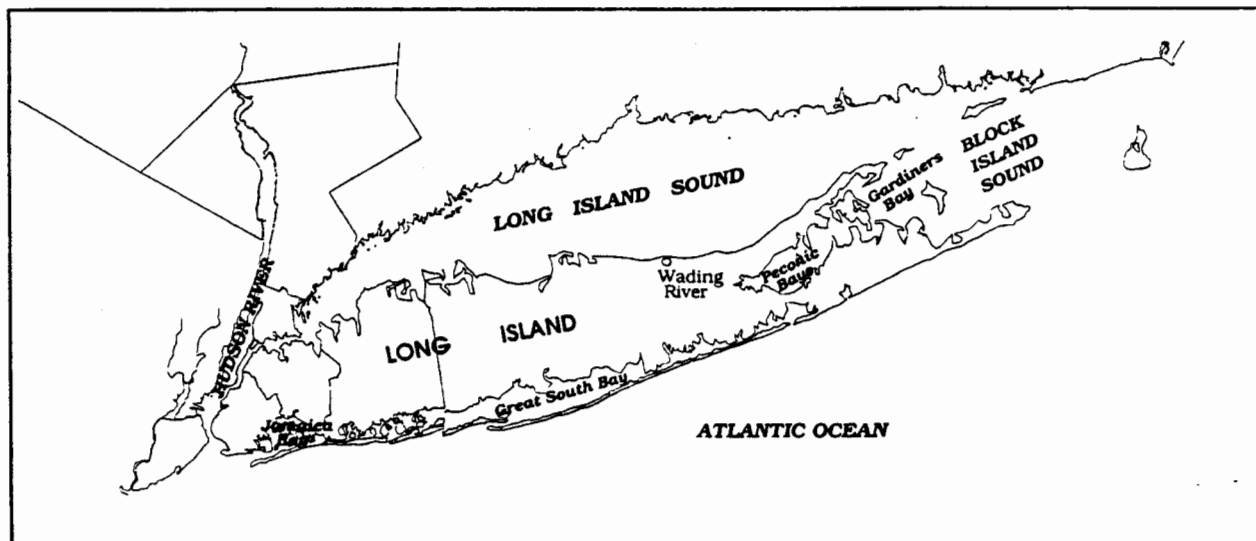 BLOCK
ISLAND
SOUND
Gardiners
Bay
LONG ISLAND SOUND
Wading
River
Peconic
Bays
HUDSON RIVER
LONG ISLAND
Great South Bay
Jamaica
Bay
ATLANTIC OCEAN